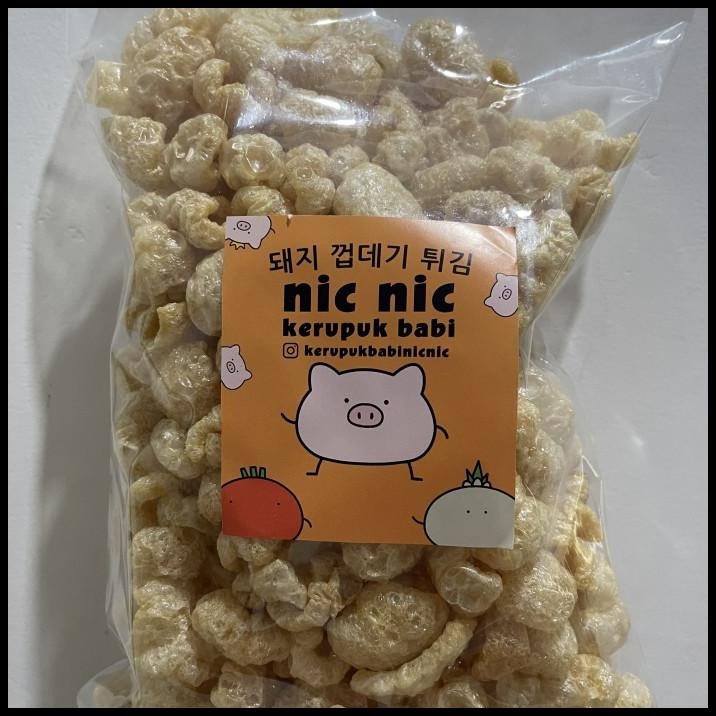 돼지 껍데기 튀김
nic nic
kerupuk babi
kerupukbabinicnic